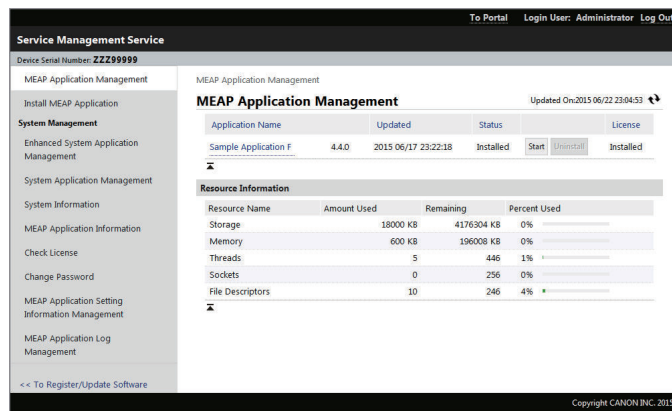 To Portal Login User: Administrator Log Out
Service Management Service
Device Serial Number: ZZZ99999
MEAP Application Management
Install MEAP Application
System Management
Enhanced System Application
Management
System Application Management
System Information
MEAP Application Information
Check License
Change Password
MEAP Application Setting
Information Management
MEAP Application Log
Management
<< To Register/Update Software
MEAP Application Management
MEAP Application Management Updated On:2015 06/22 23:04:53
Application Name Updated Status License
Sample Application F 4.4.0 2015 06/17 23:22:18 Installed Start Uninstall Installed
Resource Information
Resource Name Amount Used Remaining Percent Used
Storage 18000 KB 4176304 KB 0%
Memory 600 KB 196008 KB 0%
Threads 5 446 1%
Sockets 0 256 0%
File Descriptors 10 246 4%
Copyright CANON INC. 2015